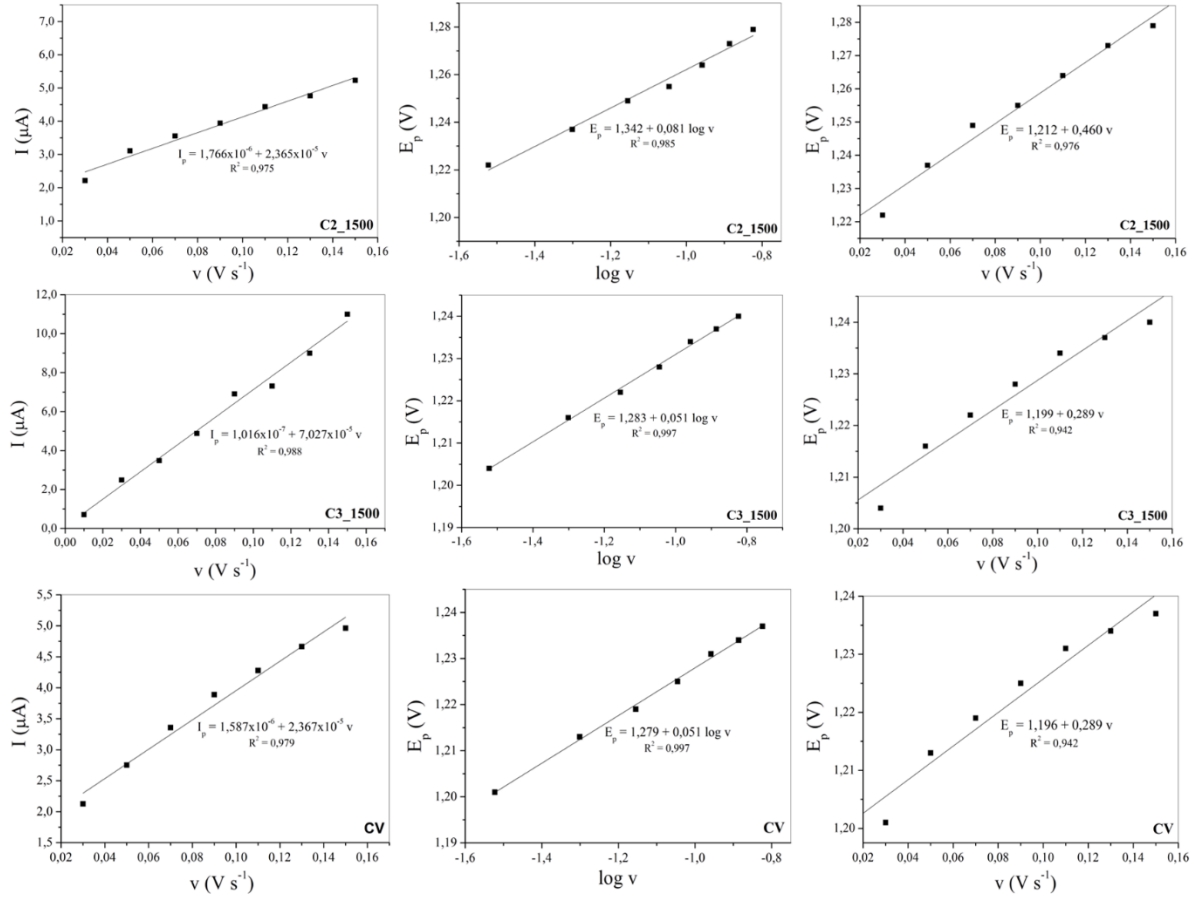 7,0
6,0
5,0
4,0
3,0
2,0
1,0
I (μA)
I_p = 1,766x10^-6 + 2,365x10^-5 v
R^2 = 0,975
C2_1500
0,02 0,04 0,06 0,08 0,10 0,12 0,14 0,16
v (V s^-1)
1,28
1,26
1,24
1,22
1,20
E_p (V)
E_p = 1,342 + 0,081 log v
R^2 = 0,985
C2_1500
-1,6 -1,4 -1,2 -1,0 -0,8
log v
1,28
1,27
1,26
1,25
1,24
1,23
1,22
E_p (V)
E_p = 1,212 + 0,460 v
R^2 = 0,976
C2_1500
0,02 0,04 0,06 0,08 0,10 0,12 0,14 0,16
v (V s^-1)
12,0
10,0
8,0
6,0
4,0
2,0
0,0
I (μA)
I_p = 1,016x10^-7 + 7,027x10^-5 v
R^2 = 0,988
C3_1500
0,00 0,02 0,04 0,06 0,08 0,10 0,12 0,14 0,16
v (V s^-1)
1,24
1,23
1,22
1,21
1,20
1,19
E_p (V)
E_p = 1,283 + 0,051 log v
R^2 = 0,997
C3_1500
-1,6 -1,4 -1,2 -1,0 -0,8
log v
1,24
1,23
1,22
1,21
1,20
E_p (V)
E_p = 1,199 + 0,289 v
R^2 = 0,942
C3_1500
0,02 0,04 0,06 0,08 0,10 0,12 0,14 0,16
v (V s^-1)
5,5
5,0
4,5
4,0
3,5
3,0
2,5
2,0
1,5
I (μA)
I_p = 1,587x10^-6 + 2,367x10^-5 v
R^2 = 0,979
CV
0,02 0,04 0,06 0,08 0,10 0,12 0,14 0,16
v (V s^-1)
1,24
1,23
1,22
1,21
1,20
1,19
E_p (V)
E_p = 1,279 + 0,051 log v
R^2 = 0,997
CV
-1,6 -1,4 -1,2 -1,0 -0,8
log v
1,24
1,23
1,22
1,21
1,20
E_p (V)
E_p = 1,196 + 0,289 v
R^2 = 0,942
CV
0,02 0,04 0,06 0,08 0,10 0,12 0,14 0,16
v (V s^-1)